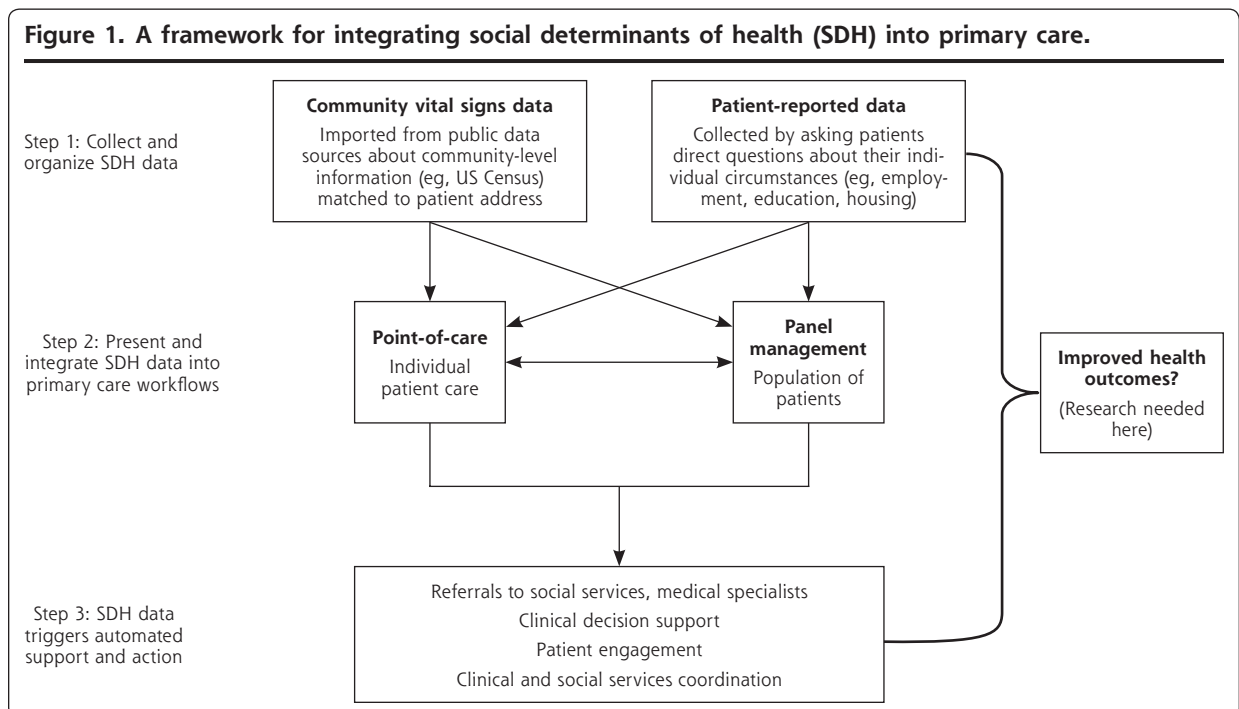 Figure 1. A framework for integrating social determinants of health (SDH) into primary care.
Step 1: Collect and
organize SDH data
Community vital signs data
Imported from public data
sources about community-level
information (eg, US Census)
matched to patient address
Patient-reported data
Collected by asking patients
direct questions about their indi-
vidual circumstances (eg, employ-
ment, education, housing)
Step 2: Present and
integrate SDH data into
primary care workflows
Point-of-care
Individual
patient care
Panel
management
Population of
patients
Improved health
outcomes?
(Research needed
here)
Step 3: SDH data
triggers automated
support and action
Referrals to social services, medical specialists
Clinical decision support
Patient engagement
Clinical and social services coordination